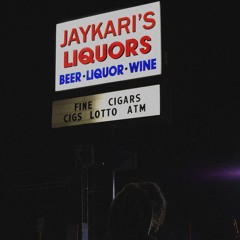 JAYKARI'S
LIQUORS
BEER·LIQUOR·WINE
FINE CIGARS
CIGS LOTTO ATM